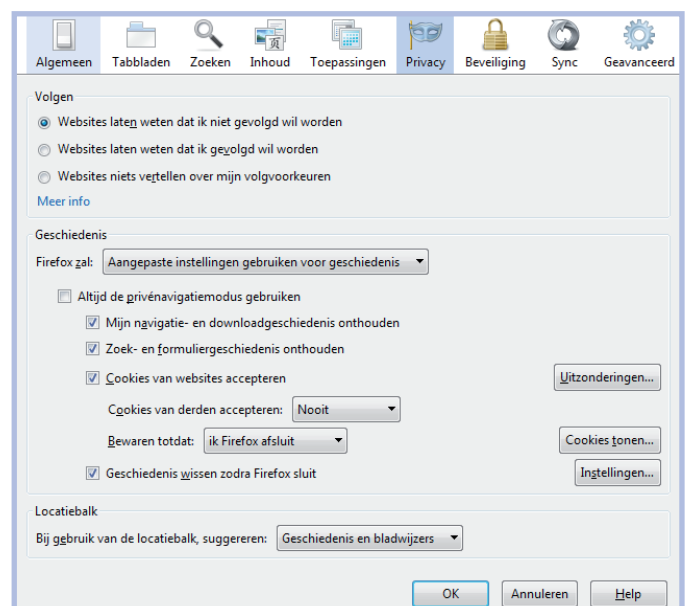 Algemeen Tabbladen Zoeken Inhoud Toepassingen Privacy Beveiliging Sync Geavanceerd
Volgen
Websites laten weten dat ik niet gevolgd wil worden
Websites laten weten dat ik gevolgd wil worden
Websites niets vertellen over mijn volgvoorkeuren
Meer info
Geschiedenis
Firefox zal: Aangepaste instellingen gebruiken voor geschiedenis
Altijd de privénavigatiemodus gebruiken
Mijn navigatie- en downloadgeschiedenis onthouden
Zoek- en formuliergeschiedenis onthouden
Cookies van websites accepteren Uitzonderingen...
Cookies van derden accepteren: Nooit
Bewaren totdat: ik Firefox afsluit Cookies tonen...
Geschiedenis wissen zodra Firefox sluit Instellingen...
Locatiebalk
Bij gebruik van de locatiebalk, suggereren: Geschiedenis en bladwijzers
OK Annuleren Help